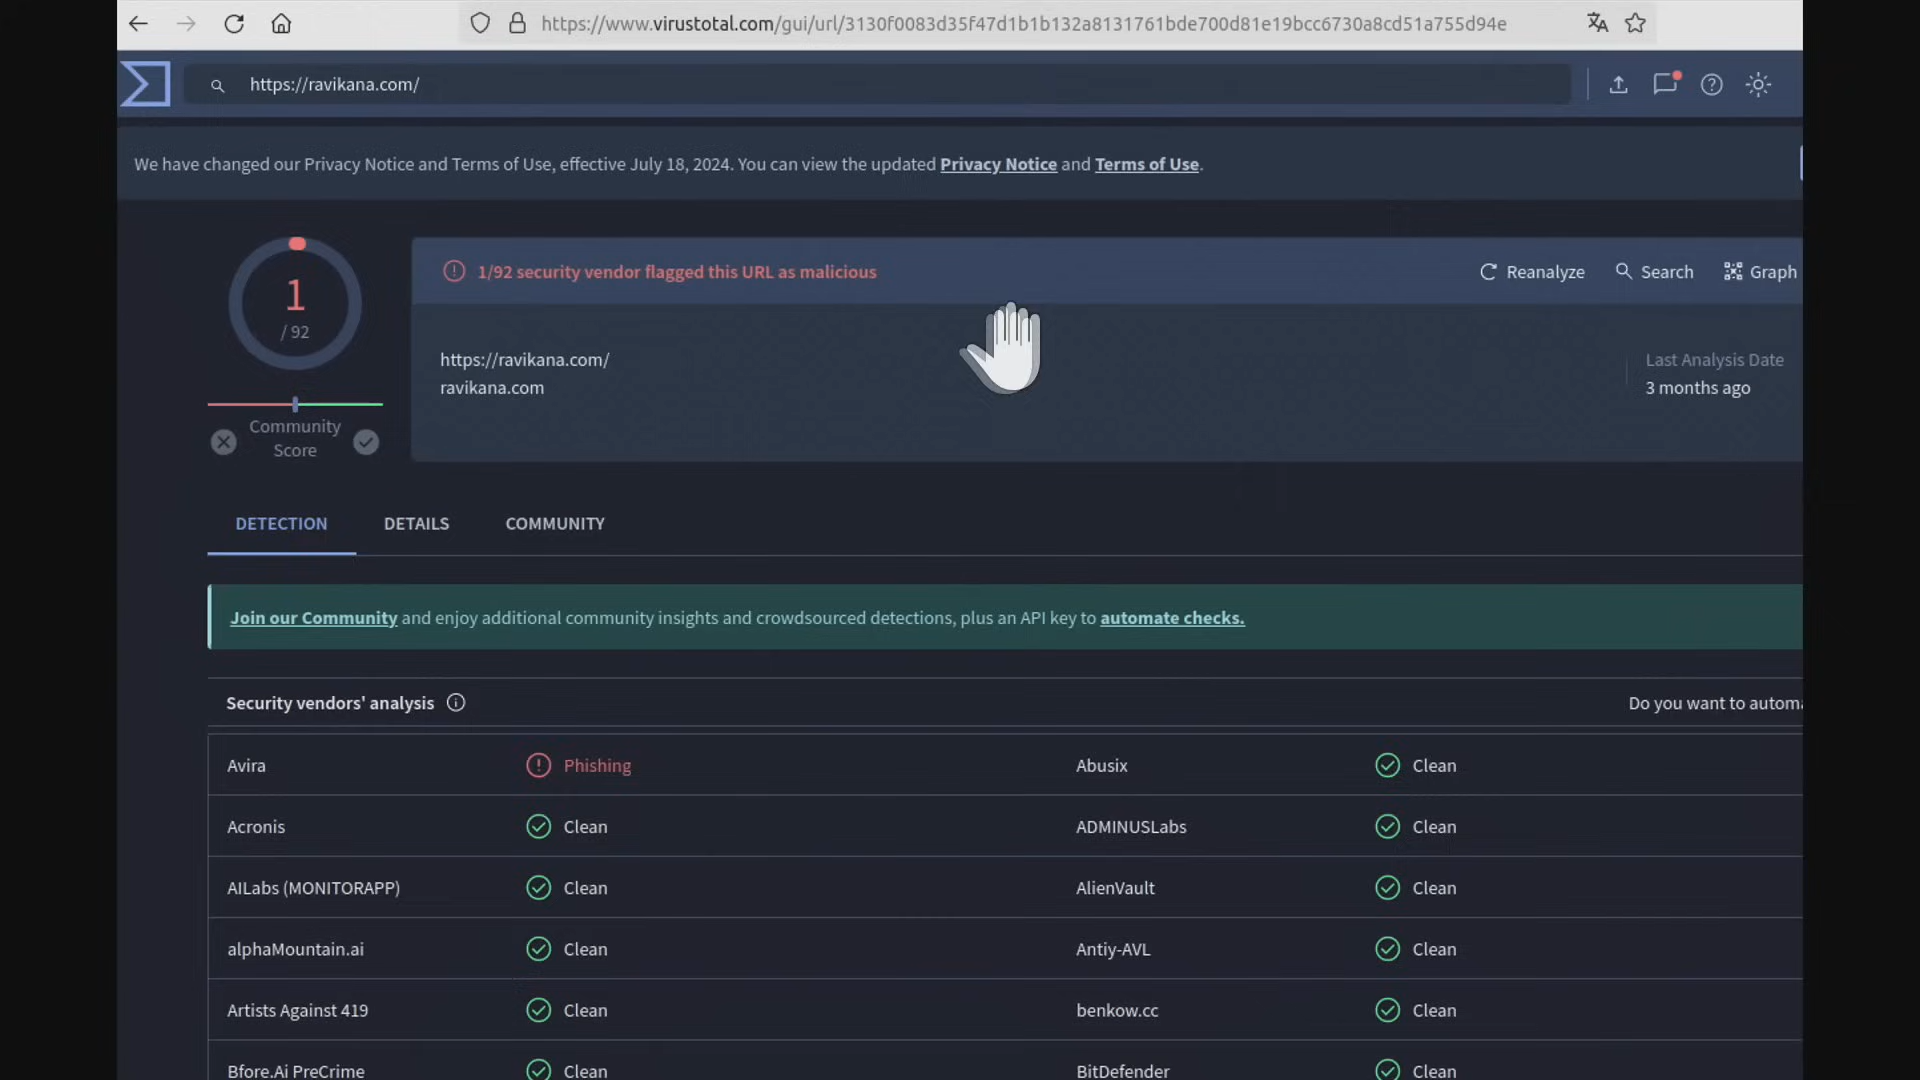 https://www.virustotal.com/gui/url/3130f0083d35f47d1b1b132a8131761bde700d81e19bcc6730a8cd51a755d94e
https://ravikana.com/
We have changed our Privacy Notice and Terms of Use, effective July 18, 2024. You can view the updated Privacy Notice and Terms of Use.
1
/ 92
1/92 security vendor flagged this URL as malicious
Reanalyze Search Graph
https://ravikana.com/
ravikana.com
Last Analysis Date
3 months ago
Community
Score
DETECTION DETAILS COMMUNITY
Join our Community and enjoy additional community insights and crowdsourced detections, plus an API key to automate checks.
Security vendors' analysis Do you want to automa
Avira Phishing Abusix Clean
Acronis Clean ADMINUSLabs Clean
AILabs (MONITORAPP) Clean AlienVault Clean
alphaMountain.ai Clean Antiy-AVL Clean
Artists Against 419 Clean benkow.cc Clean
Bfore.Ai PreCrime Clean BitDefender Clean